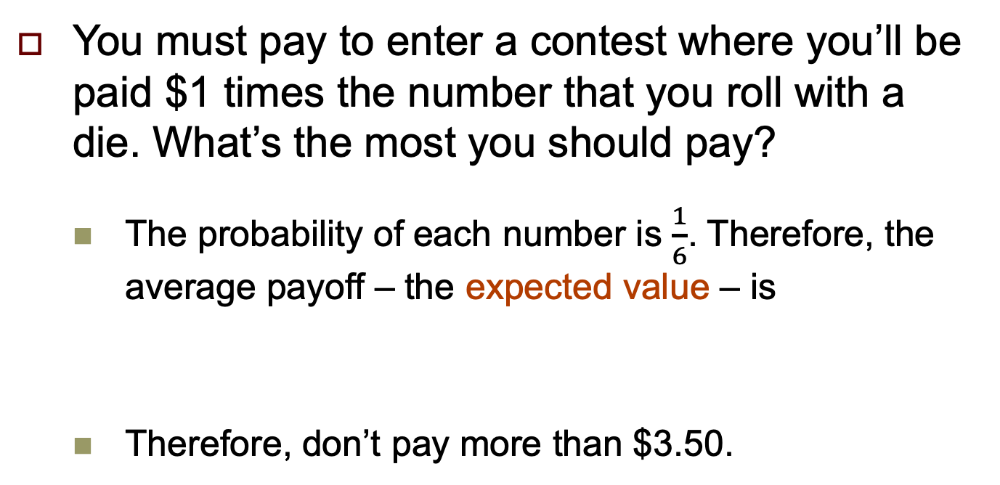 You must pay to enter a contest where you’ll be
paid $1 times the number that you roll with a
die. What’s the most you should pay?
The probability of each number is 1/6. Therefore, the
average payoff – the expected value – is
Therefore, don’t pay more than $3.50.